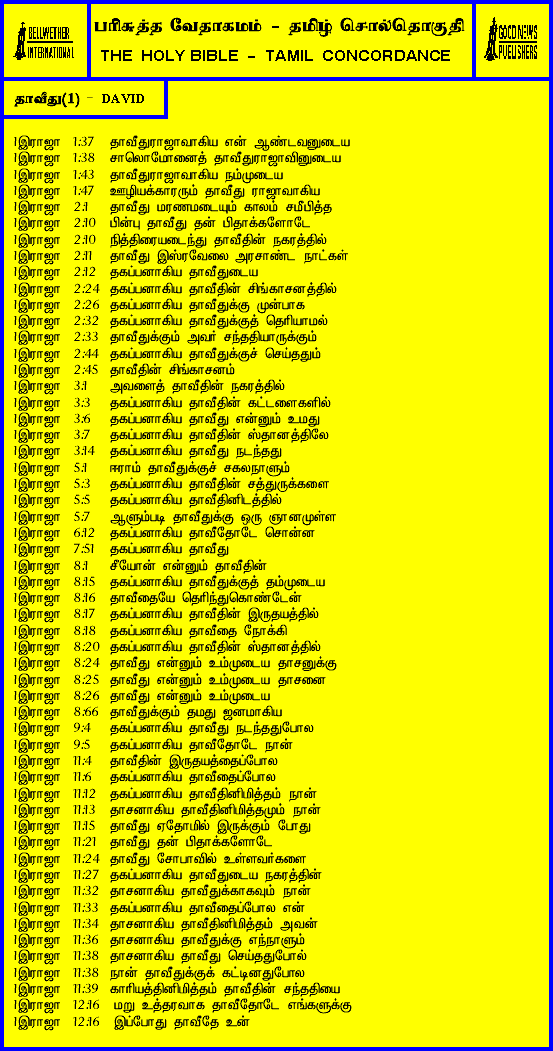 BELLWETHER
INTERNATIONAL
பரிசுத்த வேதாகமம் - தமிழ் சொல்தொகுதி
THE HOLY BIBLE - TAMIL CONCORDANCE
GOOD NEWS
PUBLISHERS
தாவீது(1) - DAVID
1இராஜா 1:37 தாவீதுராஜாவாகிய என் ஆண்டவனுடைய
1இராஜா 1:38 சாலொமோனைத் தாவீதுராஜாவினுடைய
1இராஜா 1:43 தாவீதுராஜாவாகிய நம்முடைய
1இராஜா 1:47 ஊழியக்காரரும் தாவீது ராஜாவாகிய
1இராஜா 2:1 தாவீது மரணமடையும் காலம் சமீபித்த
1இராஜா 2:10 பின்பு தாவீது தன் பிதாக்களோடே
1இராஜா 2:10 நித்திரையடைந்து தாவீதின் நகரத்தில்
1இராஜா 2:11 தாவீது இஸ்ரவேலை அரசாண்ட நாட்கள்
1இராஜா 2:12 தகப்பனாகிய தாவீதுடைய
1இராஜா 2:24 தகப்பனாகிய தாவீதின் சிங்காசனத்தில்
1இராஜா 2:26 தகப்பனாகிய தாவீதுக்கு முன்பாக
1இராஜா 2:32 தகப்பனாகிய தாவீதுக்குத் தெரியாமல்
1இராஜா 2:33 தாவீதுக்கும் அவர் சந்ததியாருக்கும்
1இராஜா 2:44 தகப்பனாகிய தாவீதுக்குச் செய்ததும்
1இராஜா 2:45 தாவீதின் சிங்காசனம்
1இராஜா 3:1 அவளைத் தாவீதின் நகரத்தில்
1இராஜா 3:3 தகப்பனாகிய தாவீதின் கட்டளைகளில்
1இராஜா 3:6 தகப்பனாகிய தாவீது என்னும் உமது
1இராஜா 3:7 தகப்பனாகிய தாவீதின் ஸ்தானத்திலே
1இராஜா 3:14 தகப்பனாகிய தாவீது நடந்தது
1இராஜா 5:1 ஈராம் தாவீதுக்குச் சகலநாளும்
1இராஜா 5:3 தகப்பனாகிய தாவீதின் சத்துருக்களை
1இராஜா 5:5 தகப்பனாகிய தாவீதினிடத்தில்
1இராஜா 5:7 ஆளும்படி தாவீதுக்கு ஒரு ஞானமுள்ள
1இராஜா 6:12 தகப்பனாகிய தாவீதோடே சொன்ன
1இராஜா 7:51 தகப்பனாகிய தாவீது
1இராஜா 8:1 சீயோன் என்னும் தாவீதின்
1இராஜா 8:15 தகப்பனாகிய தாவீதுக்குத் தம்முடைய
1இராஜா 8:16 தாவீதையே தெரிந்துகொண்டேன்
1இராஜா 8:17 தகப்பனாகிய தாவீதின் இருதயத்தில்
1இராஜா 8:18 தகப்பனாகிய தாவீதை நோக்கி
1இராஜா 8:20 தகப்பனாகிய தாவீதின் ஸ்தானத்தில்
1இராஜா 8:24 தாவீது என்னும் உம்முடைய தாசனுக்கு
1இராஜா 8:25 தாவீது என்னும் உம்முடைய தாசனை
1இராஜா 8:26 தாவீது என்னும் உம்முடைய
1இராஜா 8:66 தாவீதுக்கும் தமது ஜனமாகிய
1இராஜா 9:4 தகப்பனாகிய தாவீது நடந்ததுபோல
1இராஜா 9:5 தகப்பனாகிய தாவீதோடே நான்
1இராஜா 11:4 தாவீதின் இருதயத்தைப்போல
1இராஜா 11:6 தகப்பனாகிய தாவீதைப்போல
1இராஜா 11:12 தகப்பனாகிய தாவீதினிமித்தம் நான்
1இராஜா 11:13 தாசனாகிய தாவீதினிமித்தமும் நான்
1இராஜா 11:15 தாவீது ஏதோமில் இருக்கும் போது
1இராஜா 11:21 தாவீது தன் பிதாக்களோடே
1இராஜா 11:24 தாவீது சோபாவில் உள்ளவர்களை
1இராஜா 11:27 தகப்பனாகிய தாவீதுடைய நகரத்தின்
1இராஜா 11:32 தாசனாகிய தாவீதுக்காகவும் நான்
1இராஜா 11:33 தகப்பனாகிய தாவீதைப்போல என்
1இராஜா 11:34 தாசனாகிய தாவீதினிமித்தம் அவன்
1இராஜா 11:36 தாசனாகிய தாவீதுக்கு எந்நாளும்
1இராஜா 11:38 தாசனாகிய தாவீது செய்ததுபோல்
1இராஜா 11:38 நான் தாவீதுக்குக் கட்டினதுபோல
1இராஜா 11:39 காரியத்தினிமித்தம் தாவீதின் சந்ததியை
1இராஜா 12:16 மறு உத்தரவாக தாவீதோடே எங்களுக்கு
1இராஜா 12:16 இப்போது தாவீதே உன்